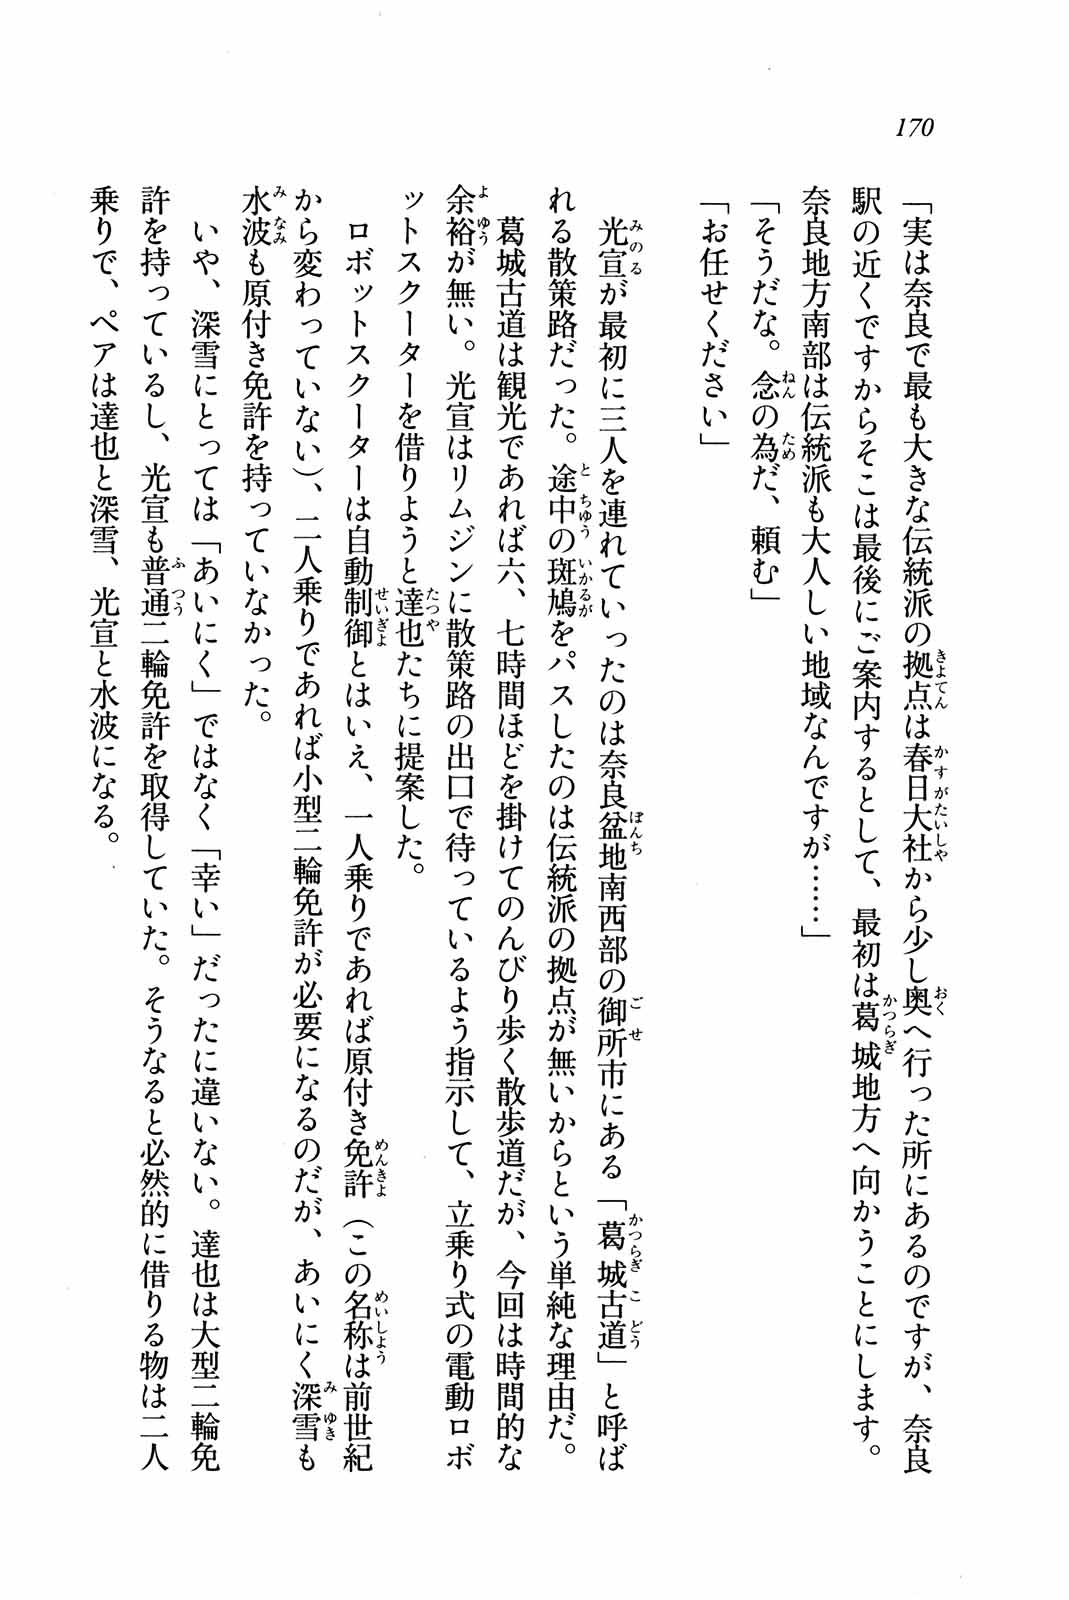 170
「実は奈良で最も大きな伝統派の拠点は春日大社から少し奥へ行った所にあるのですが、奈良
駅の近くですからそこは最後にご案内するとして、最初は葛城地方へ向かうことにします。
奈良地方南部は伝統派も大人しい地域なんですが……」
「そうだな。念の為だ、頼む」
「お任せください」
光宣が最初に三人を連れていったのは奈良盆地南西部の御所市にある「葛城古道」と呼ば
れる散策路だった。途中の斑鳩をパスしたのは伝統派の拠点が無いからという単純な理由だ。
葛城古道は観光であれば六、七時間ほどを掛けてのんびり歩く散歩道だが、今回は時間的な
余裕が無い。光宣はリムジンに散策路の出口で待っているよう指示して、立乗り式の電動ロボ
ットスクーターを借りようと達也たちに提案した。
ロボットスクーターは自動制御とはいえ、一人乗りであれば原付き免許（この名称は前世紀
から変わっていない）、二人乗りであれば小型二輪免許が必要になるのだが、あいにく深雪も
水波も原付き免許を持っていなかった。
いや、深雪にとっては「あいにく」ではなく「幸い」だったに違いない。達也は大型二輪免
許を持っているし、光宣も普通二輪免許を取得していた。そうなると必然的に借りる物は二人
乗りで、ペアは達也と深雪、光宣と水波になる。